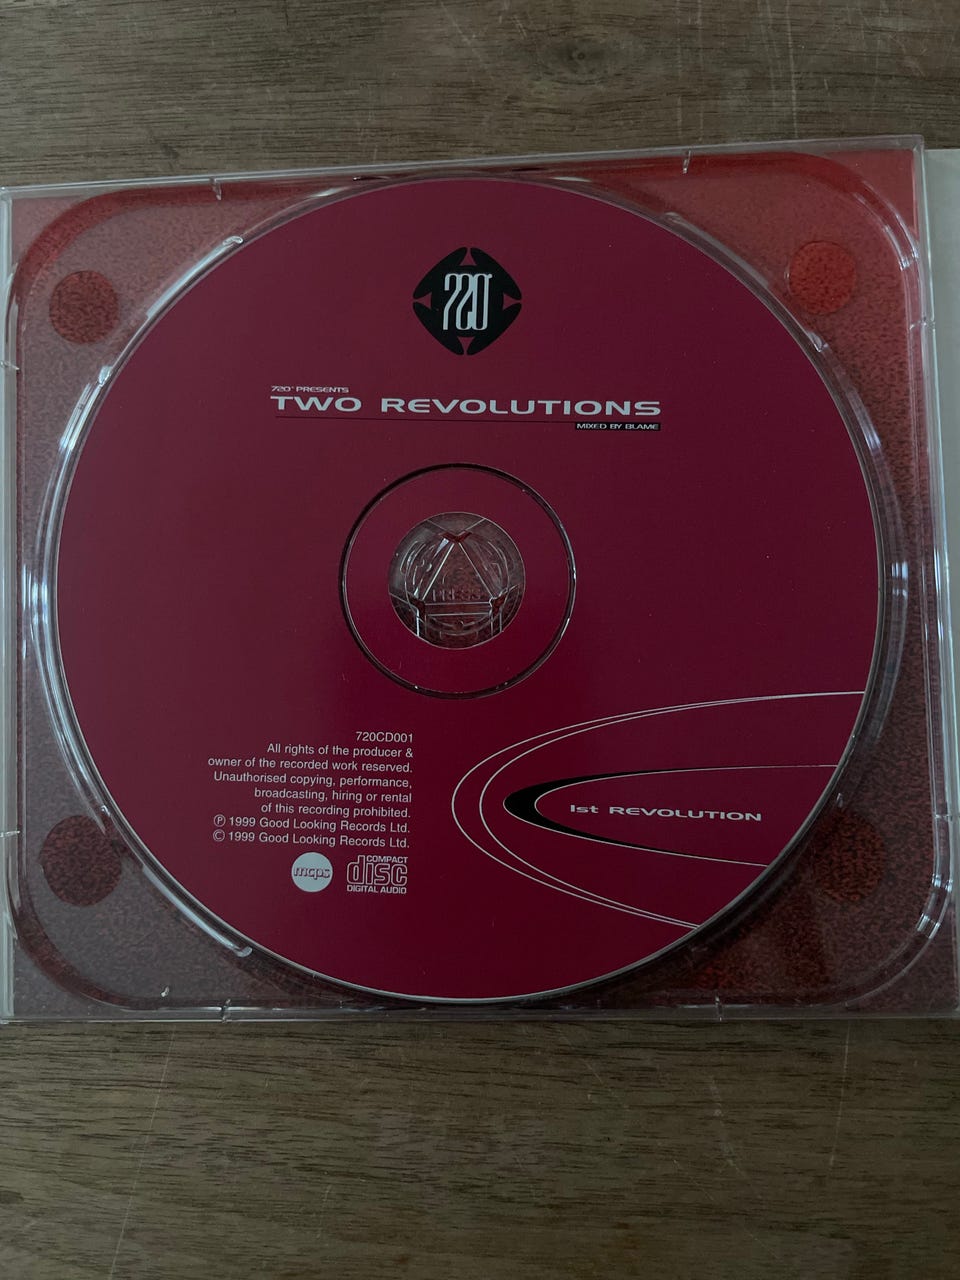 720°
720° PRESENTS
TWO REVOLUTIONS
MIXED BY BLAME
PRESS
720CD001
All rights of the producer &
owner of the recorded work reserved.
Unauthorised copying, performance,
broadcasting, hiring or rental
of this recording prohibited.
℗ 1999 Good Looking Records Ltd.
© 1999 Good Looking Records Ltd.
mcps
COMPACT
disc
DIGITAL AUDIO
1st REVOLUTION